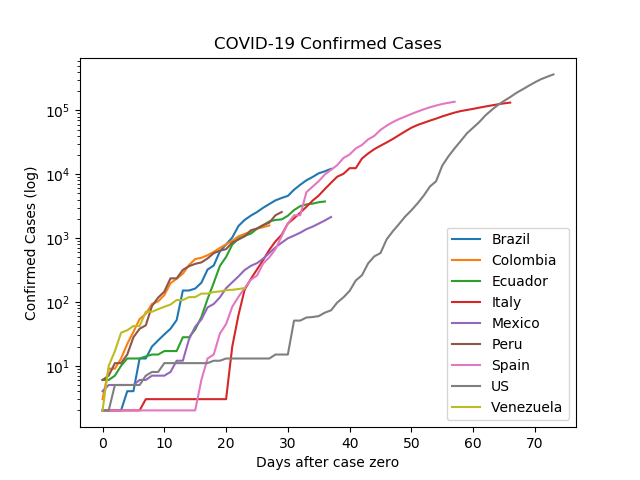 COVID-19 Confirmed Cases
Confirmed Cases (log)
10⁵
10⁴
10³
10²
10¹
0 10 20 30 40 50 60 70
Days after case zero
Brazil
Colombia
Ecuador
Italy
Mexico
Peru
Spain
US
Venezuela